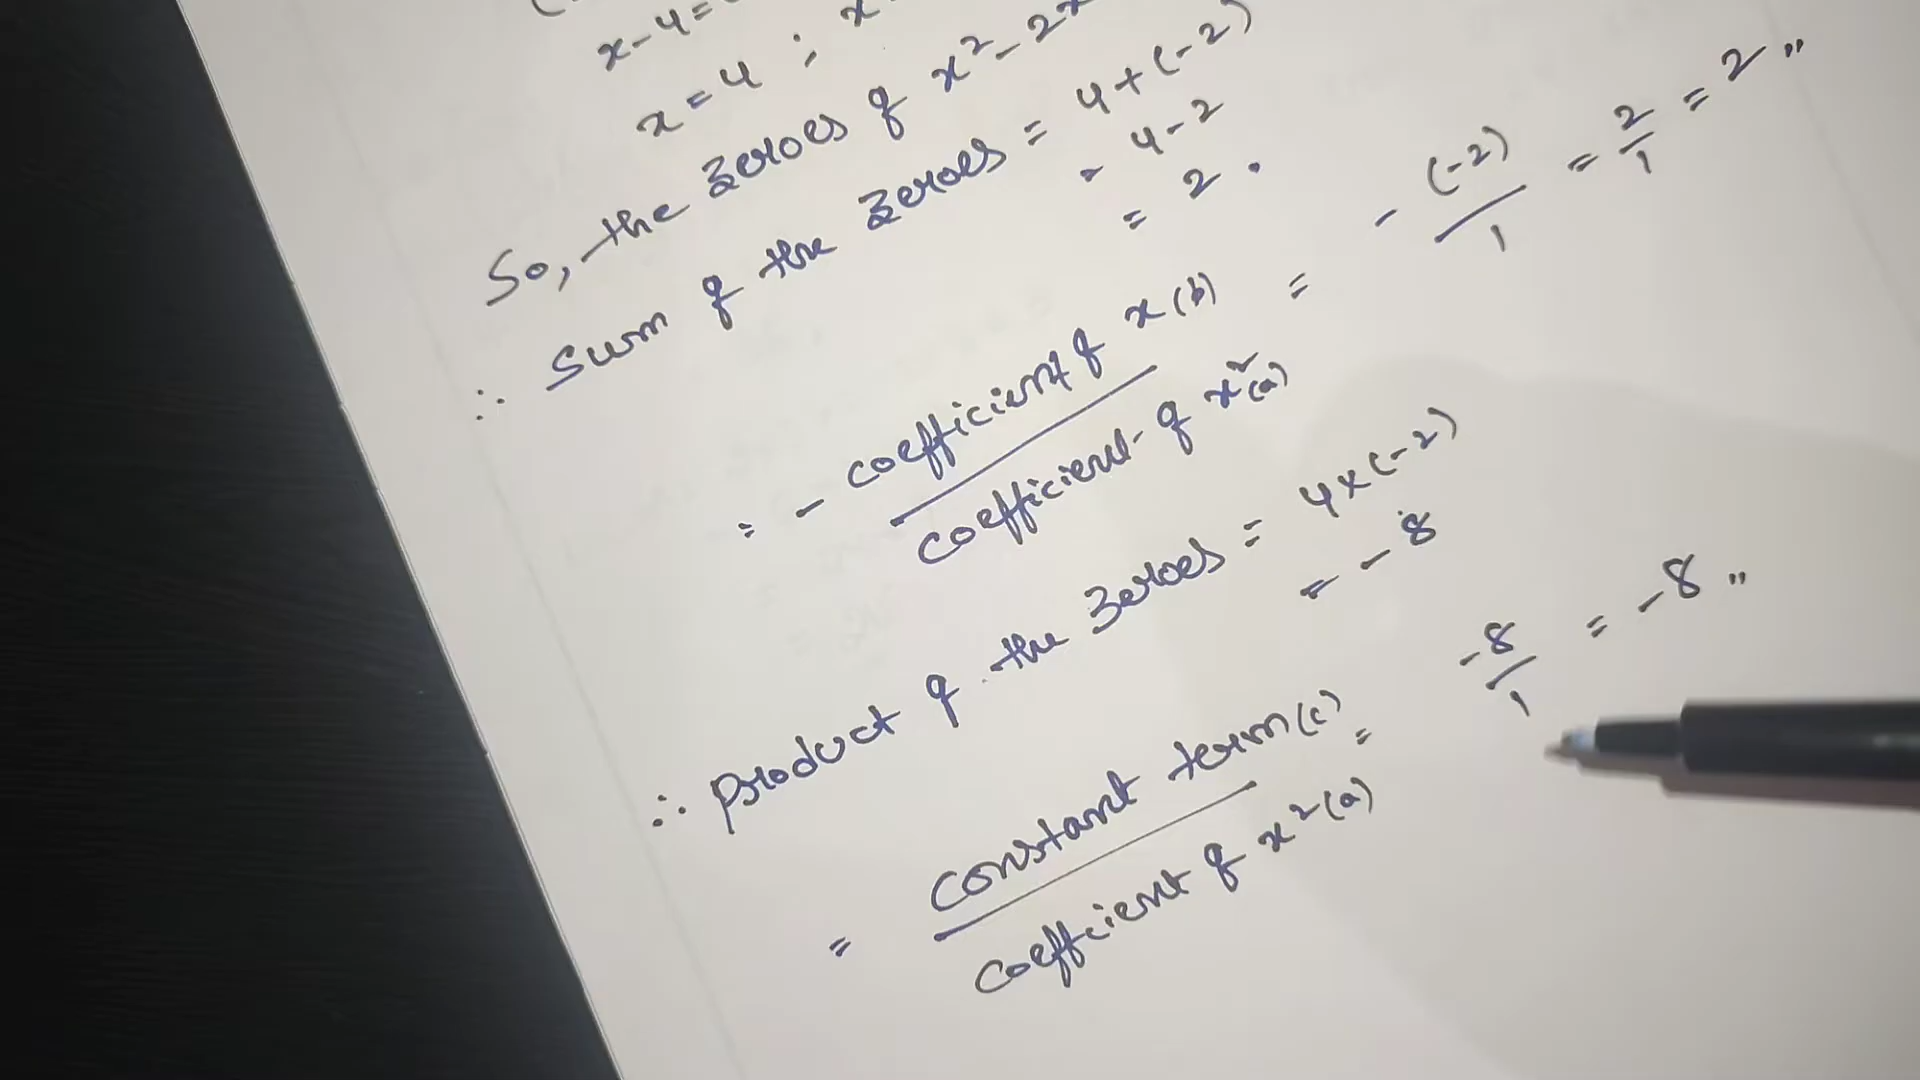 x-4=
x=4 ; x
So, the zeroes of x²-2x
∴ Sum of the zeroes = 4+(-2)
= 4-2
= 2.
= - coefficient of x(b) / coefficient of x²(a) = - (-2)/1 = 2/1 = 2 "
∴ product of the zeroes = 4×(-2)
= -8
= constant term(c) / coefficient of x²(a) = -8/1 = -8 "